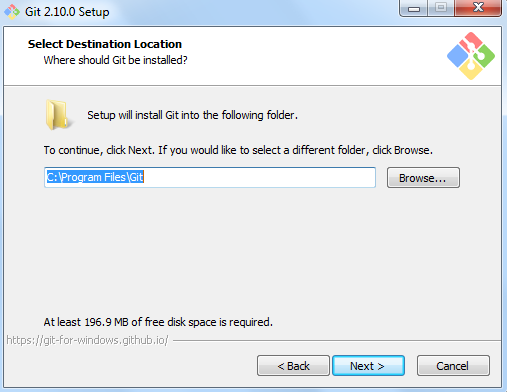 Git 2.10.0 Setup
Select Destination Location
Where should Git be installed?
Setup will install Git into the following folder.
To continue, click Next. If you would like to select a different folder, click Browse.
C:\Program Files\Git
Browse...
At least 196.9 MB of free disk space is required.
https://git-for-windows.github.io/
< Back
Next >
Cancel